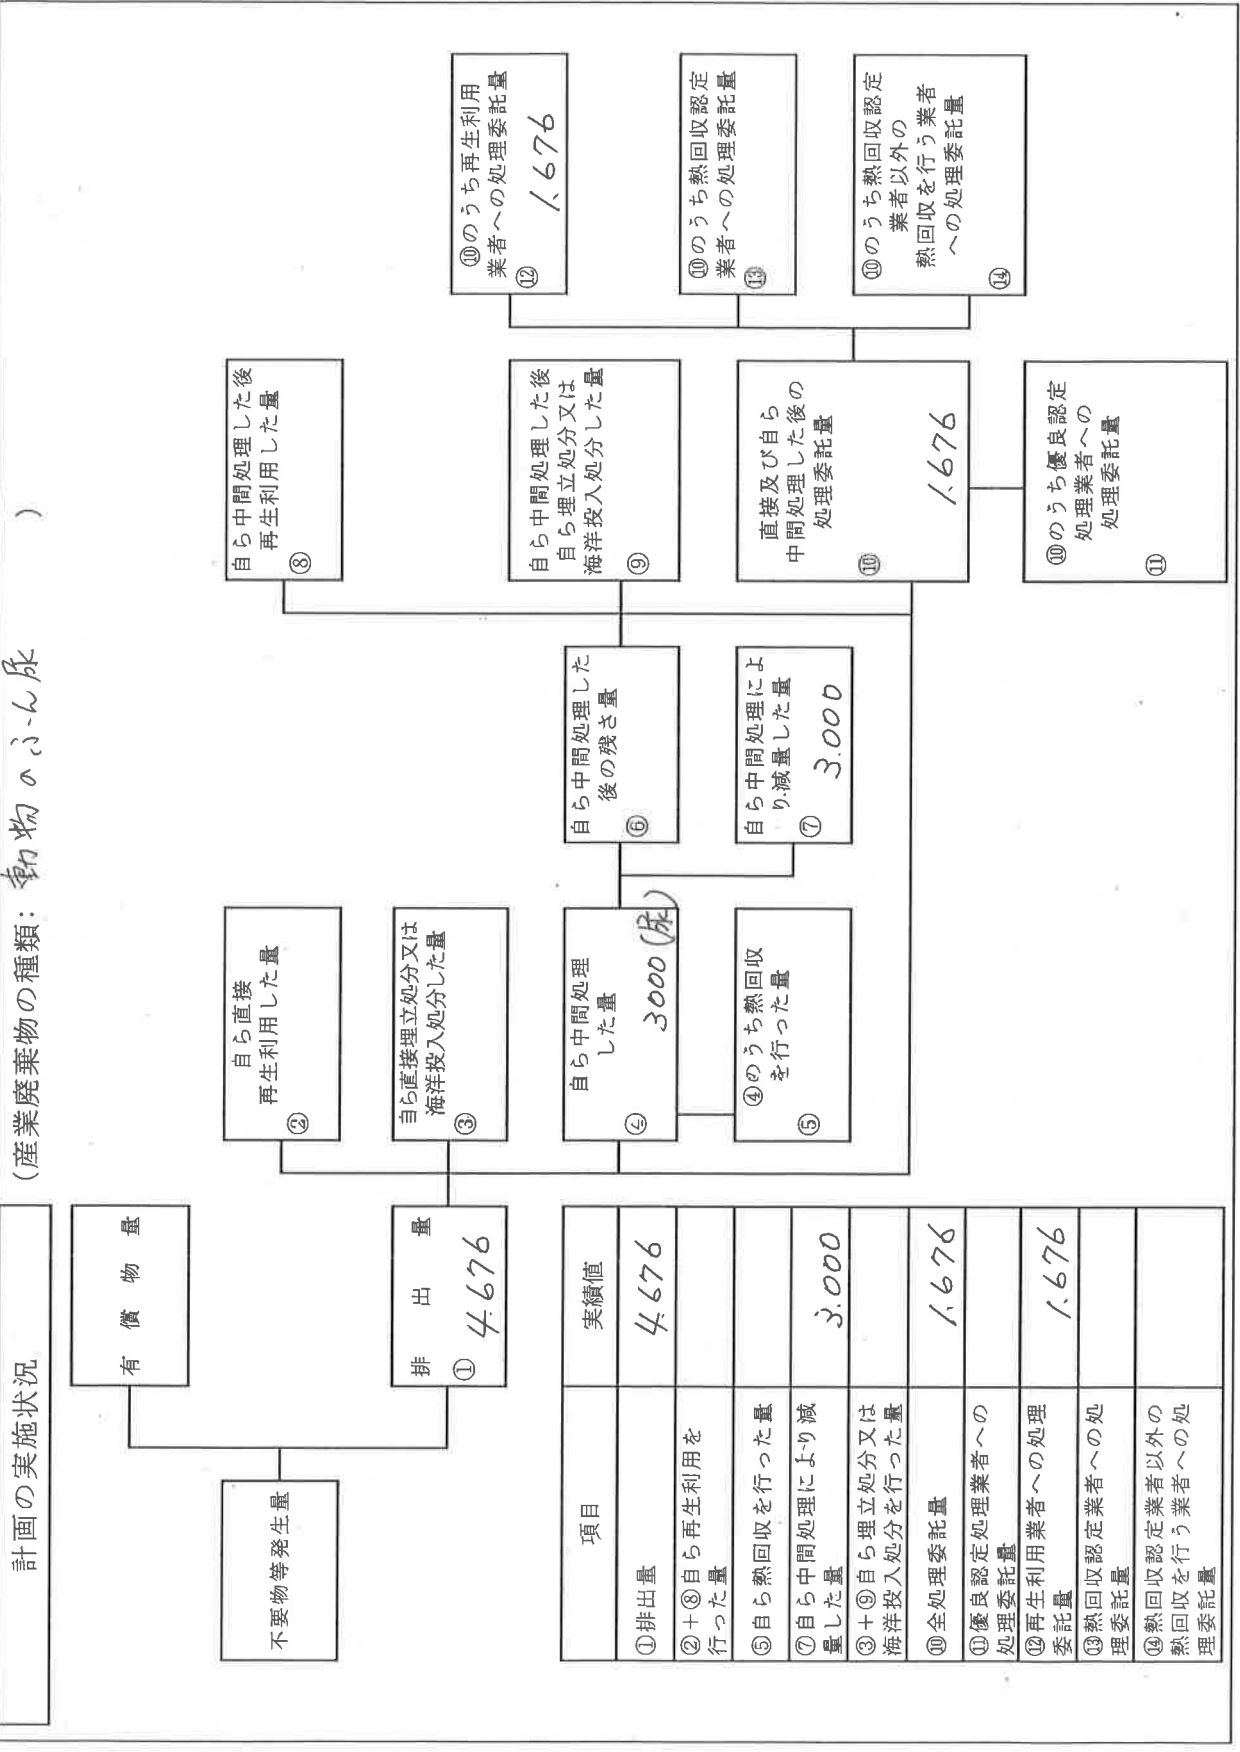 計画の実施状況
（産業廃棄物の種類：動物のふん尿　）
有償物量
不要物等発生量
排出量
① 4.676
自ら直接
再生利用した量
②
自ら直接埋立処分又は
海洋投入処分した量
③
自ら中間処理
した量
④ 3000(尿)
④のうち熱回収
を行った量
⑤
自ら中間処理した
後の残さ量
⑥
自ら中間処理によ
り減量した量
⑦ 3.000
自ら中間処理した後
再生利用した量
⑧
自ら中間処理した後
自ら埋立処分又は
海洋投入処分した量
⑨
直接及び自ら
中間処理した後の
処理委託量
⑩ 1.676
⑩のうち優良認定
処理業者への
処理委託量
⑪
⑩のうち再生利用
業者への処理委託量
⑫ 1.676
⑩のうち熱回収認定
業者への処理委託量
⑬
⑩のうち熱回収認定
業者以外の
熱回収を行う業者
への処理委託量
⑭
項目 実績値
①排出量 4.676
②＋⑧自ら再生利用を
行った量
⑤自ら熱回収を行った量
⑦自ら中間処理により減
量した量 3.000
③＋⑨自ら埋立処分又は
海洋投入処分を行った量
⑩全処理委託量 1.676
⑪優良認定処理業者への
処理委託量
⑫再生利用業者への処理
委託量 1.676
⑬熱回収認定業者への処
理委託量
⑭熱回収認定業者以外の
熱回収を行う業者への処
理委託量